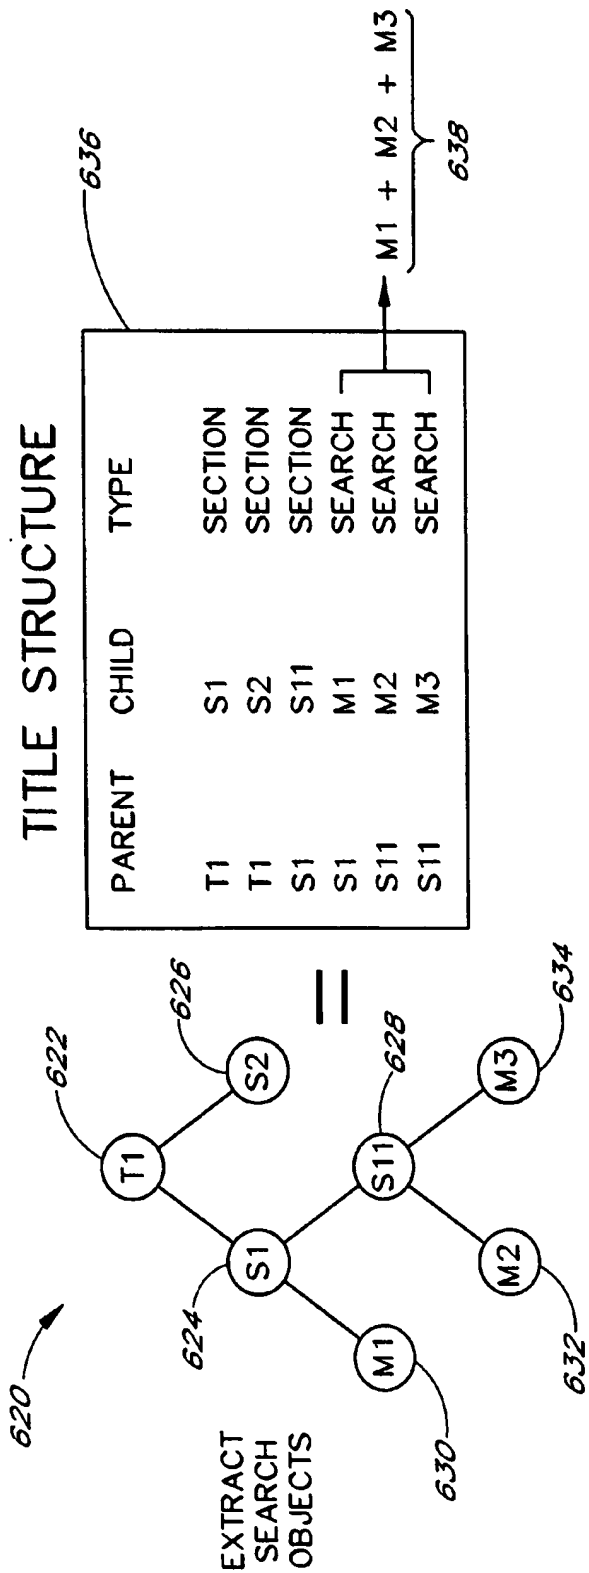 EXTRACT
SEARCH
OBJECTS
620
622
T1
624
S1
626
S2
628
S11
630
M1
632
M2
634
M3
=
TITLE STRUCTURE
636
PARENT CHILD TYPE
T1 S1 SECTION
T1 S2 SECTION
S1 S11 SECTION
S1 M1 SEARCH
S11 M2 SEARCH
S11 M3 SEARCH
M1 + M2 + M3
638